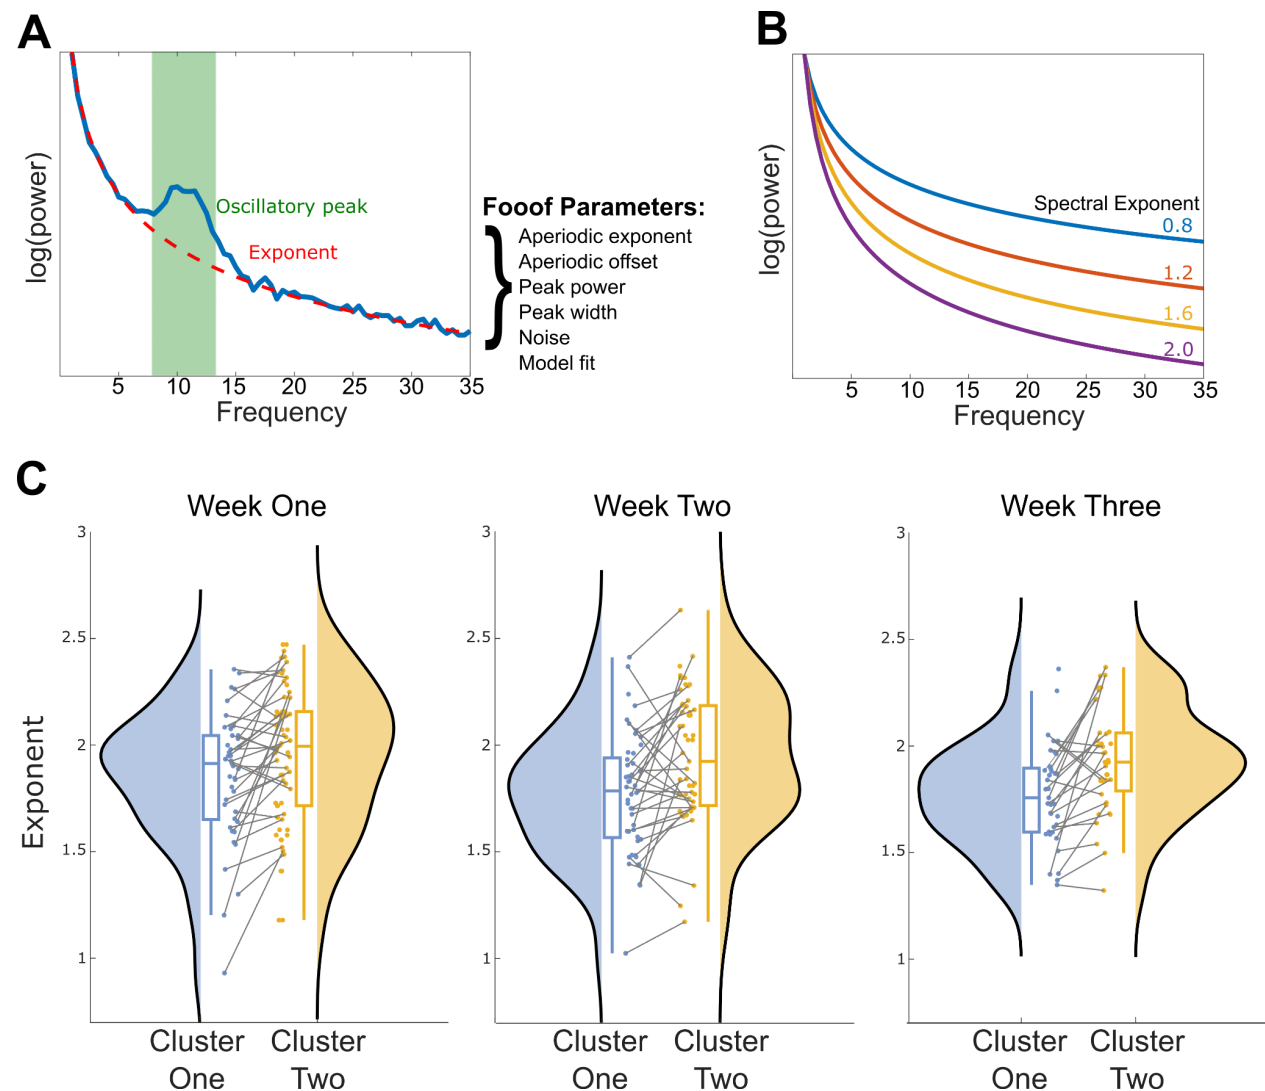 A
log(power)
Oscillatory peak
Exponent
5 10 15 20 25 30 35
Frequency
Fooof Parameters:
Aperiodic exponent
Aperiodic offset
Peak power
Peak width
Noise
Model fit
B
log(power)
Spectral Exponent
0.8
1.2
1.6
2.0
5 10 15 20 25 30 35
Frequency
C
Exponent
Week One
3
2.5
2
1.5
1
Cluster Cluster
One Two
Week Two
3
2.5
2
1.5
1
Cluster Cluster
One Two
Week Three
3
2.5
2
1.5
1
Cluster Cluster
One Two